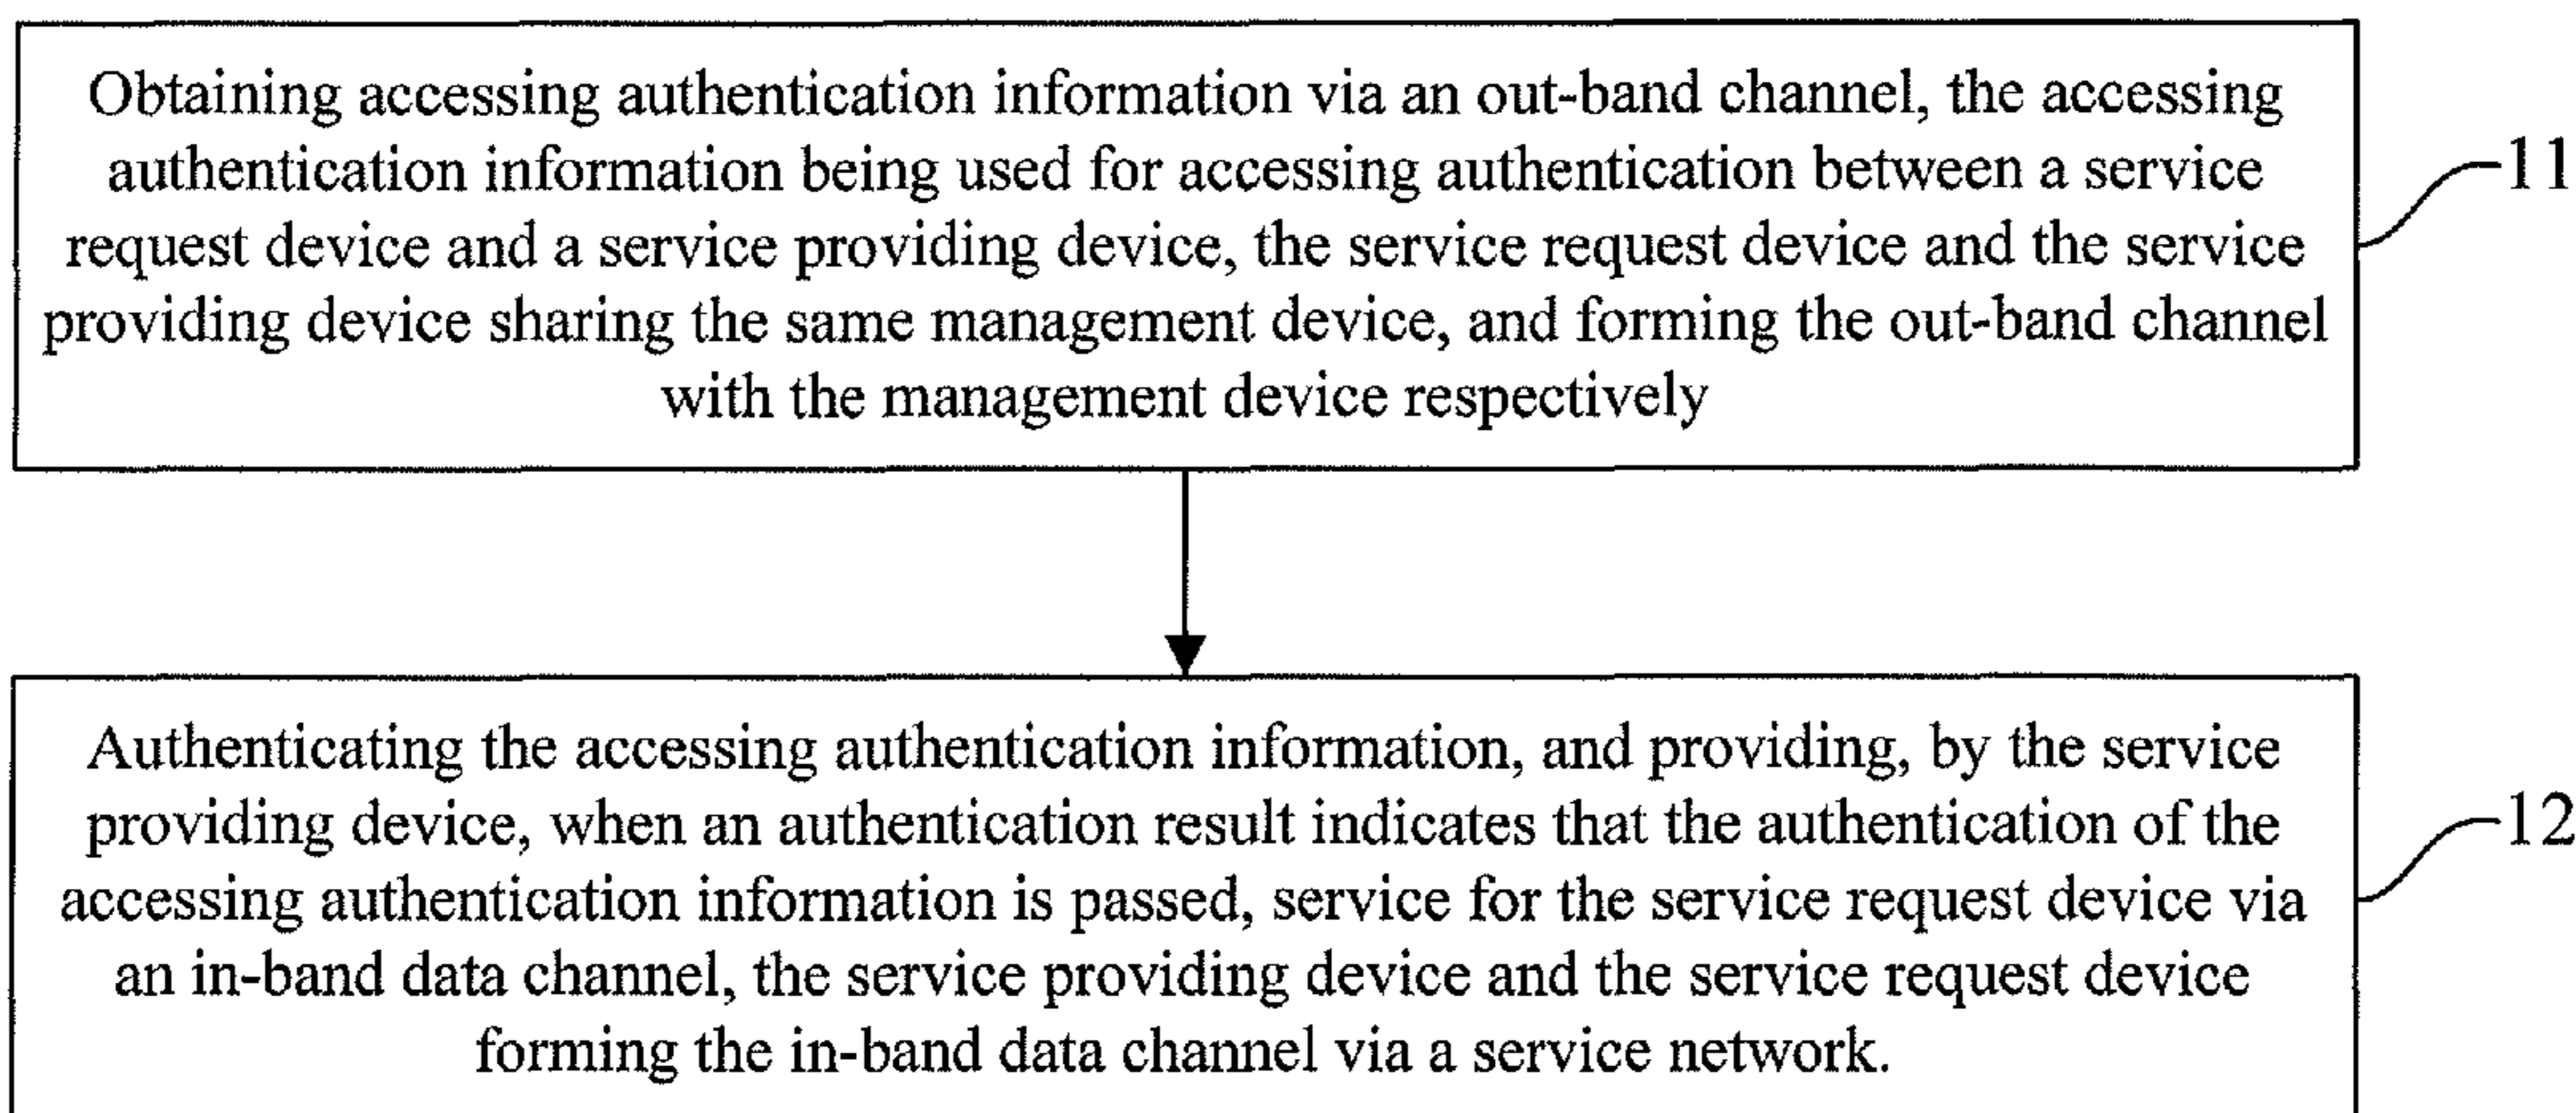 Obtaining accessing authentication information via an out-band channel, the accessing
authentication information being used for accessing authentication between a service
request device and a service providing device, the service request device and the service
providing device sharing the same management device, and forming the out-band channel
with the management device respectively
11
Authenticating the accessing authentication information, and providing, by the service
providing device, when an authentication result indicates that the authentication of the
accessing authentication information is passed, service for the service request device via
an in-band data channel, the service providing device and the service request device
forming the in-band data channel via a service network.
12